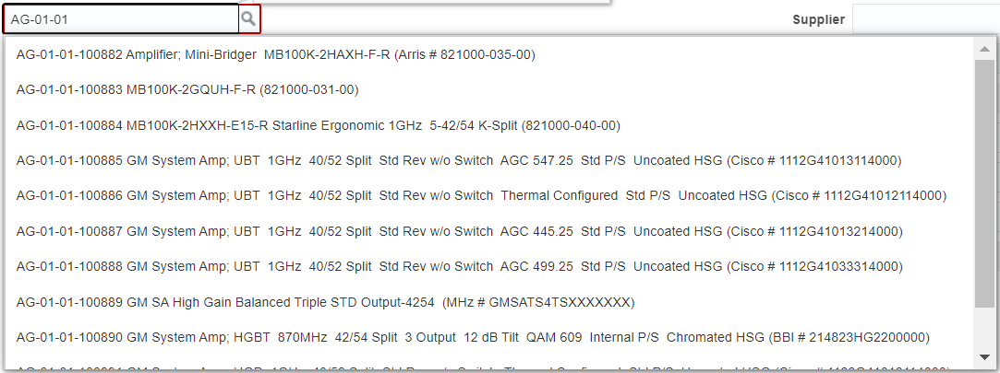 AG-01-01
Supplier
AG-01-01-100882 Amplifier; Mini-Bridger  MB100K-2HAXH-F-R (Arris # 821000-035-00)
AG-01-01-100883 MB100K-2GQUH-F-R (821000-031-00)
AG-01-01-100884 MB100K-2HXXH-E15-R Starline Ergonomic 1GHz  5-42/54 K-Split (821000-040-00)
AG-01-01-100885 GM System Amp; UBT  1GHz  40/52 Split  Std Rev w/o Switch  AGC 547.25  Std P/S  Uncoated HSG (Cisco # 1112G41013114000)
AG-01-01-100886 GM System Amp; UBT  1GHz  40/52 Split  Std Rev w/o Switch  Thermal Configured  Std P/S  Uncoated HSG (Cisco # 1112G41012114000)
AG-01-01-100887 GM System Amp; UBT  1GHz  40/52 Split  Std Rev w/o Switch  AGC 445.25  Std P/S  Uncoated HSG (Cisco # 1112G41013214000)
AG-01-01-100888 GM System Amp; UBT  1GHz  40/52 Split  Std Rev w/o Switch  AGC 499.25  Std P/S  Uncoated HSG (Cisco # 1112G41033314000)
AG-01-01-100889 GM SA High Gain Balanced Triple STD Output-4254  (MHz # GMSATS4TSXXXXXXX)
AG-01-01-100890 GM System Amp; HGBT  870MHz  42/54 Split  3 Output  12 dB Tilt  QAM 609  Internal P/S  Chromated HSG (BBI # 214823HG2200000)